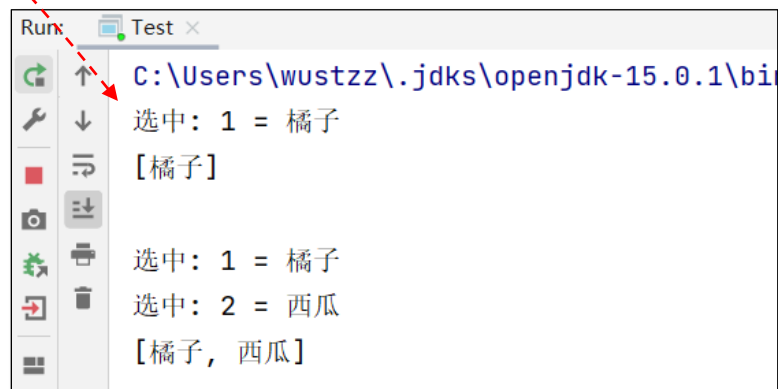 Run: Test
C:\Users\wustzz\.jdks\openjdk-15.0.1\bi
选中: 1 = 橘子
[橘子]
选中: 1 = 橘子
选中: 2 = 西瓜
[橘子, 西瓜]